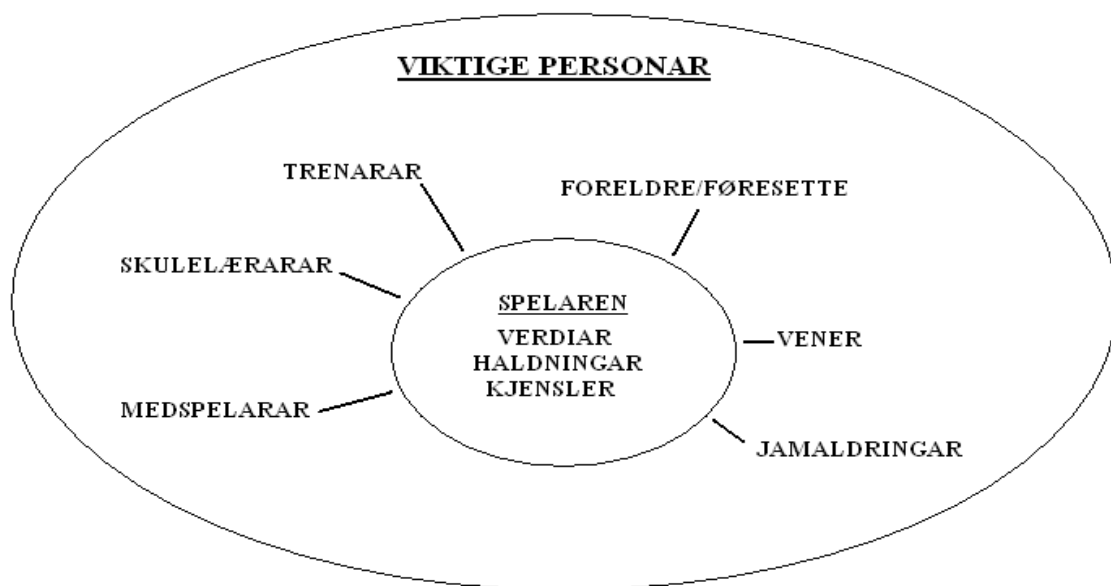 VIKTIGE PERSONAR
TRENARAR
FORELDRE/FØRESETTE
SKULELÆRARAR
SPELAREN
VERDIAR
HALDNINGAR
KJENSLER
VENER
MEDSPELARAR
JAMALDRINGAR